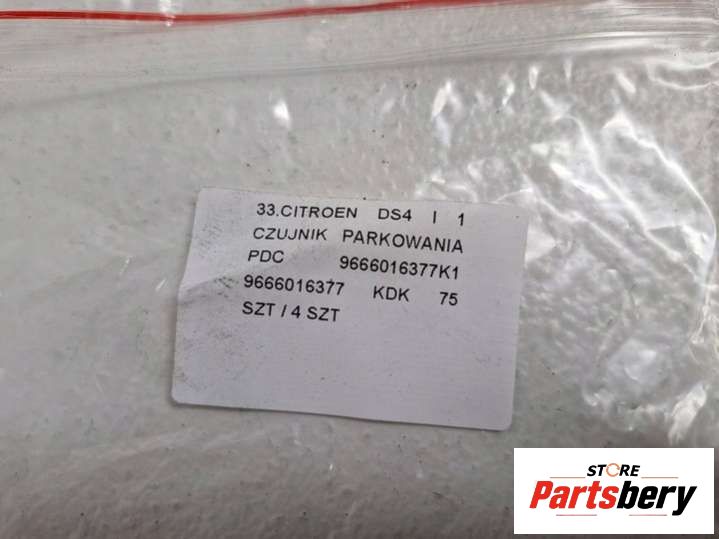 33.CITROEN DS4 I 1
CZUJNIK PARKOWANIA
PDC 9666016377K1
9666016377 KDK 75
SZT / 4 SZT
STORE
Partsbery